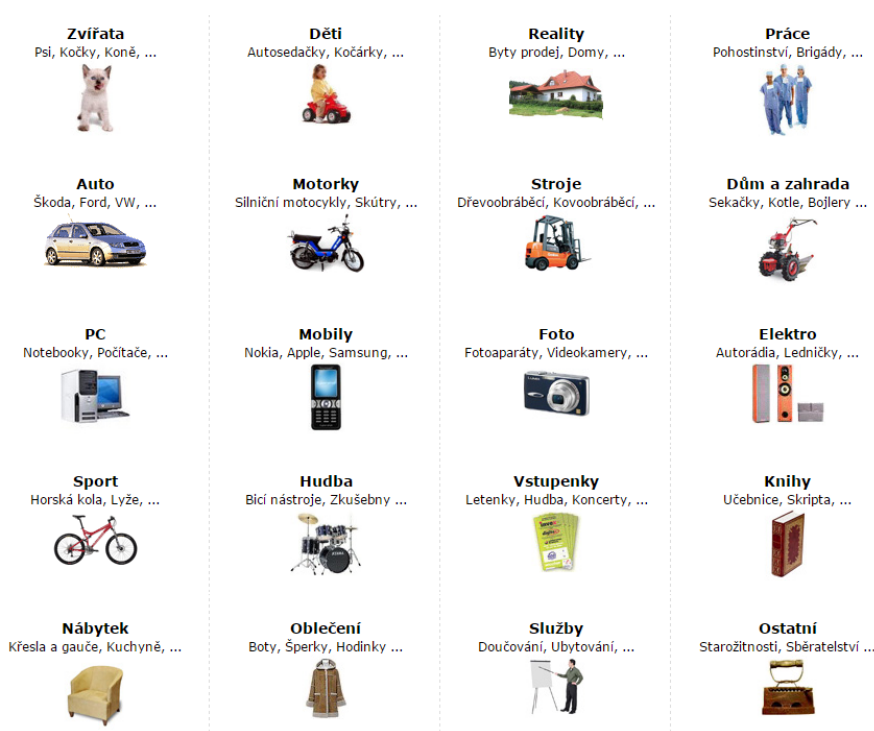 Zvířata
Psi, Kočky, Koně, ...
Děti
Autosedačky, Kočárky, ...
Reality
Byty prodej, Domy, ...
Práce
Pohostinství, Brigády, ...
Auto
Škoda, Ford, VW, ...
Motorky
Silniční motocykly, Skútry, ...
Stroje
Dřevoobráběcí, Kovoobráběcí, ...
Dům a zahrada
Sekačky, Kotle, Bojlery ...
PC
Notebooky, Počítače, ...
Mobily
Nokia, Apple, Samsung, ...
Foto
Fotoaparáty, Videokamery, ...
Elektro
Autorádia, Ledničky, ...
Sport
Horská kola, Lyže, ...
Hudba
Bicí nástroje, Zkušebny ...
Vstupenky
Letenky, Hudba, Koncerty, ...
Knihy
Učebnice, Skripta, ...
Nábytek
Křesla a gauče, Kuchyně, ...
Oblečení
Boty, Šperky, Hodinky ...
Služby
Doučování, Ubytování, ...
Ostatní
Starožitnosti, Sběratelství ...